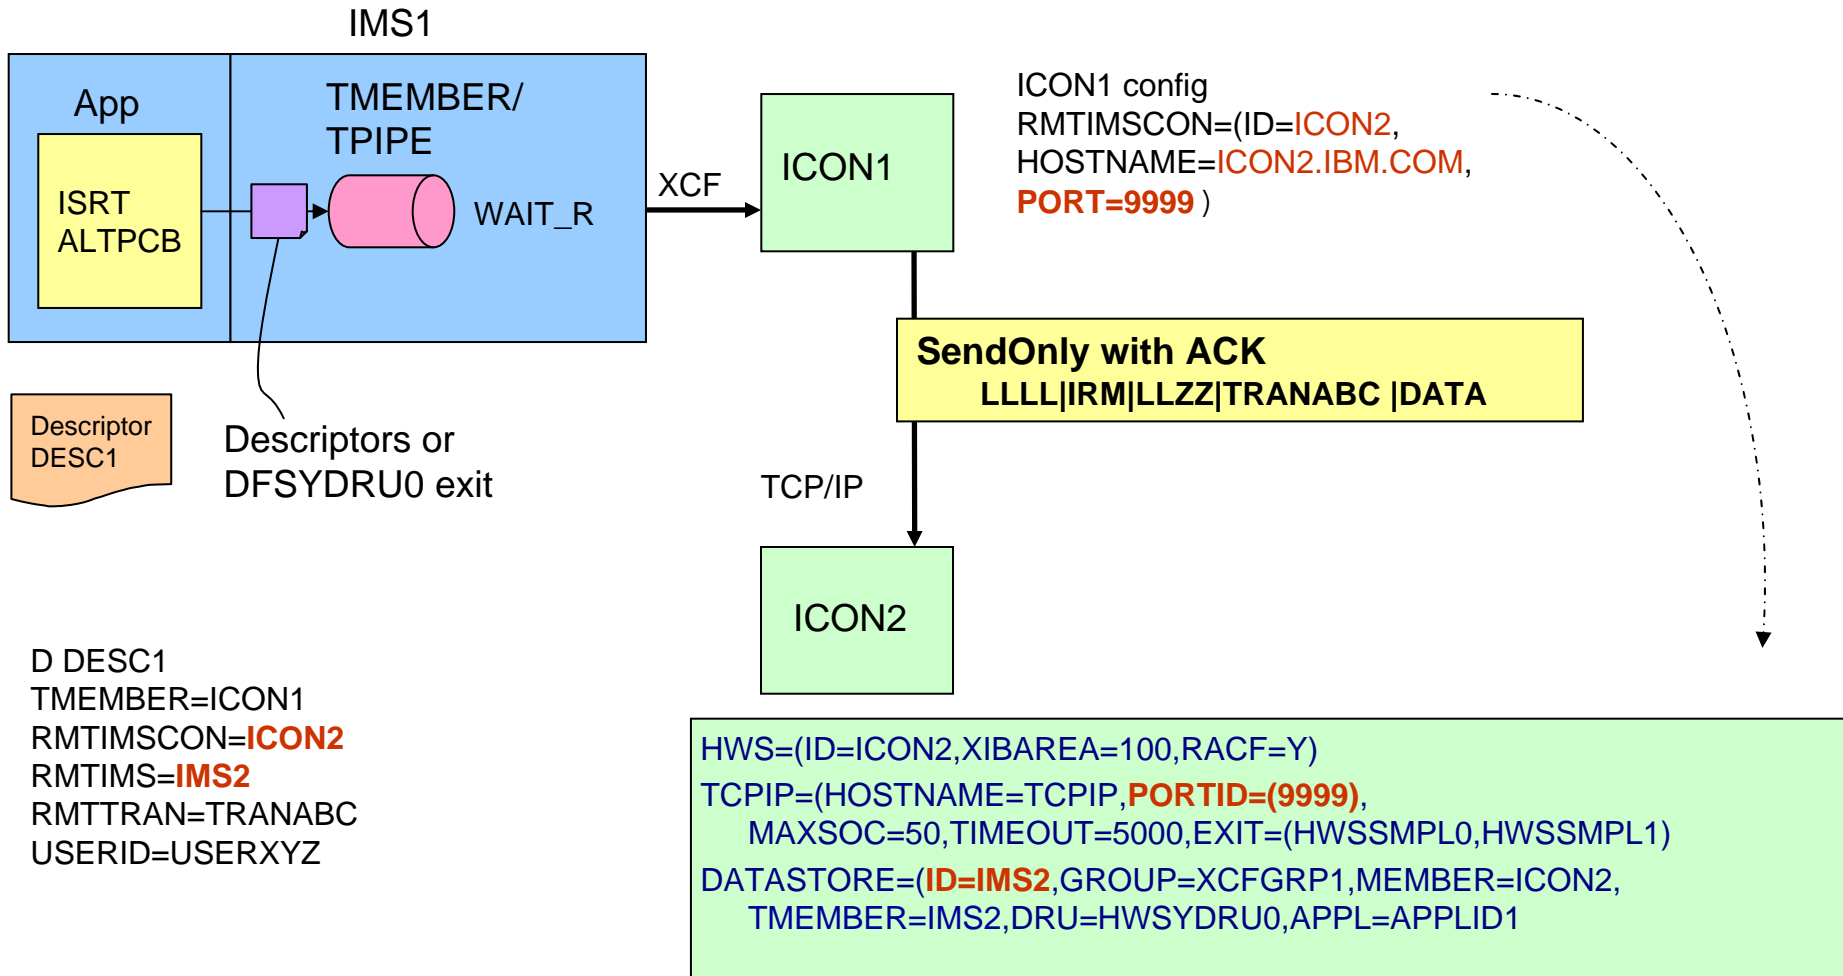 IMS1
App
TMEMBER/
TPIPE
ISRT
ALTPCB
WAIT_R
XCF
ICON1
ICON1 config
RMTIMSCON=(ID=ICON2,
HOSTNAME=ICON2.IBM.COM,
PORT=9999 )
SendOnly with ACK
LLLL|IRM|LLZZ|TRANABC |DATA
Descriptor
DESC1
Descriptors or
DFSYDRU0 exit
TCP/IP
ICON2
D DESC1
TMEMBER=ICON1
RMTIMSCON=ICON2
RMTIMS=IMS2
RMTTRAN=TRANABC
USERID=USERXYZ
HWS=(ID=ICON2,XIBAREA=100,RACF=Y)
TCPIP=(HOSTNAME=TCPIP,PORTID=(9999),
MAXSOC=50,TIMEOUT=5000,EXIT=(HWSSMPL0,HWSSMPL1)
DATASTORE=(ID=IMS2,GROUP=XCFGRP1,MEMBER=ICON2,
TMEMBER=IMS2,DRU=HWSYDRU0,APPL=APPLID1